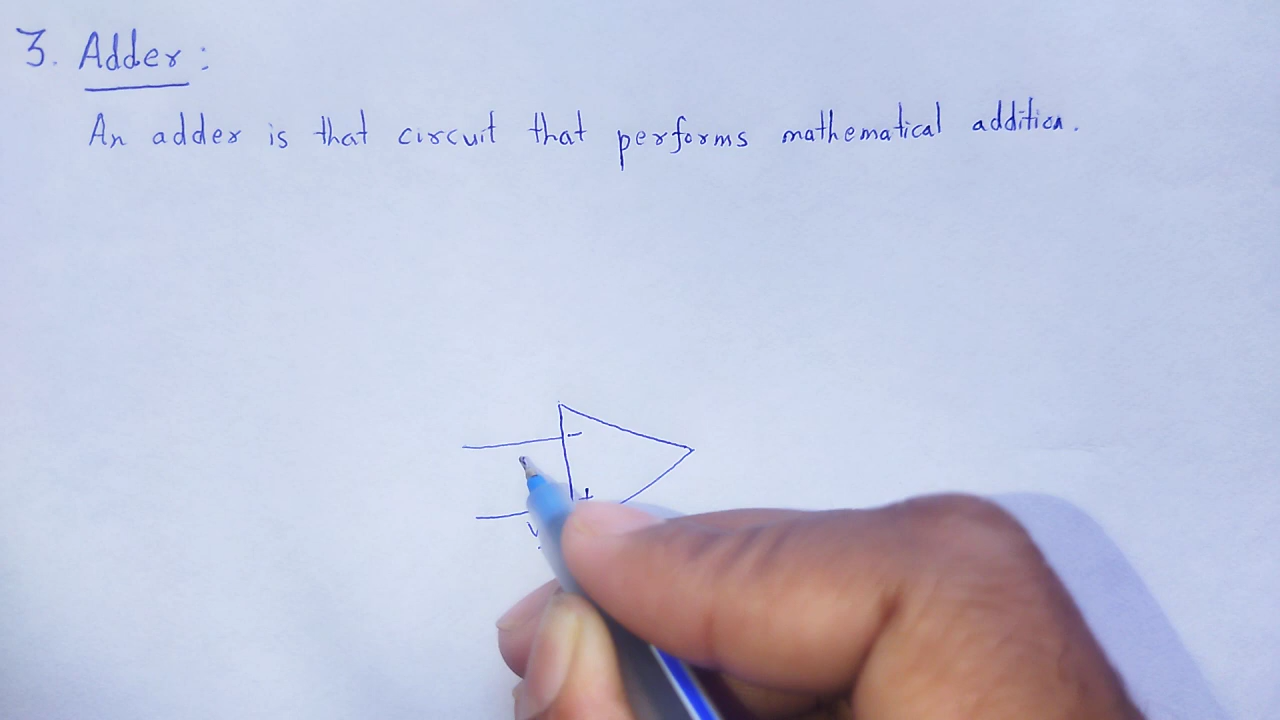 3. Adder :
An adder is that circuit that performs mathematical addition.
-
+